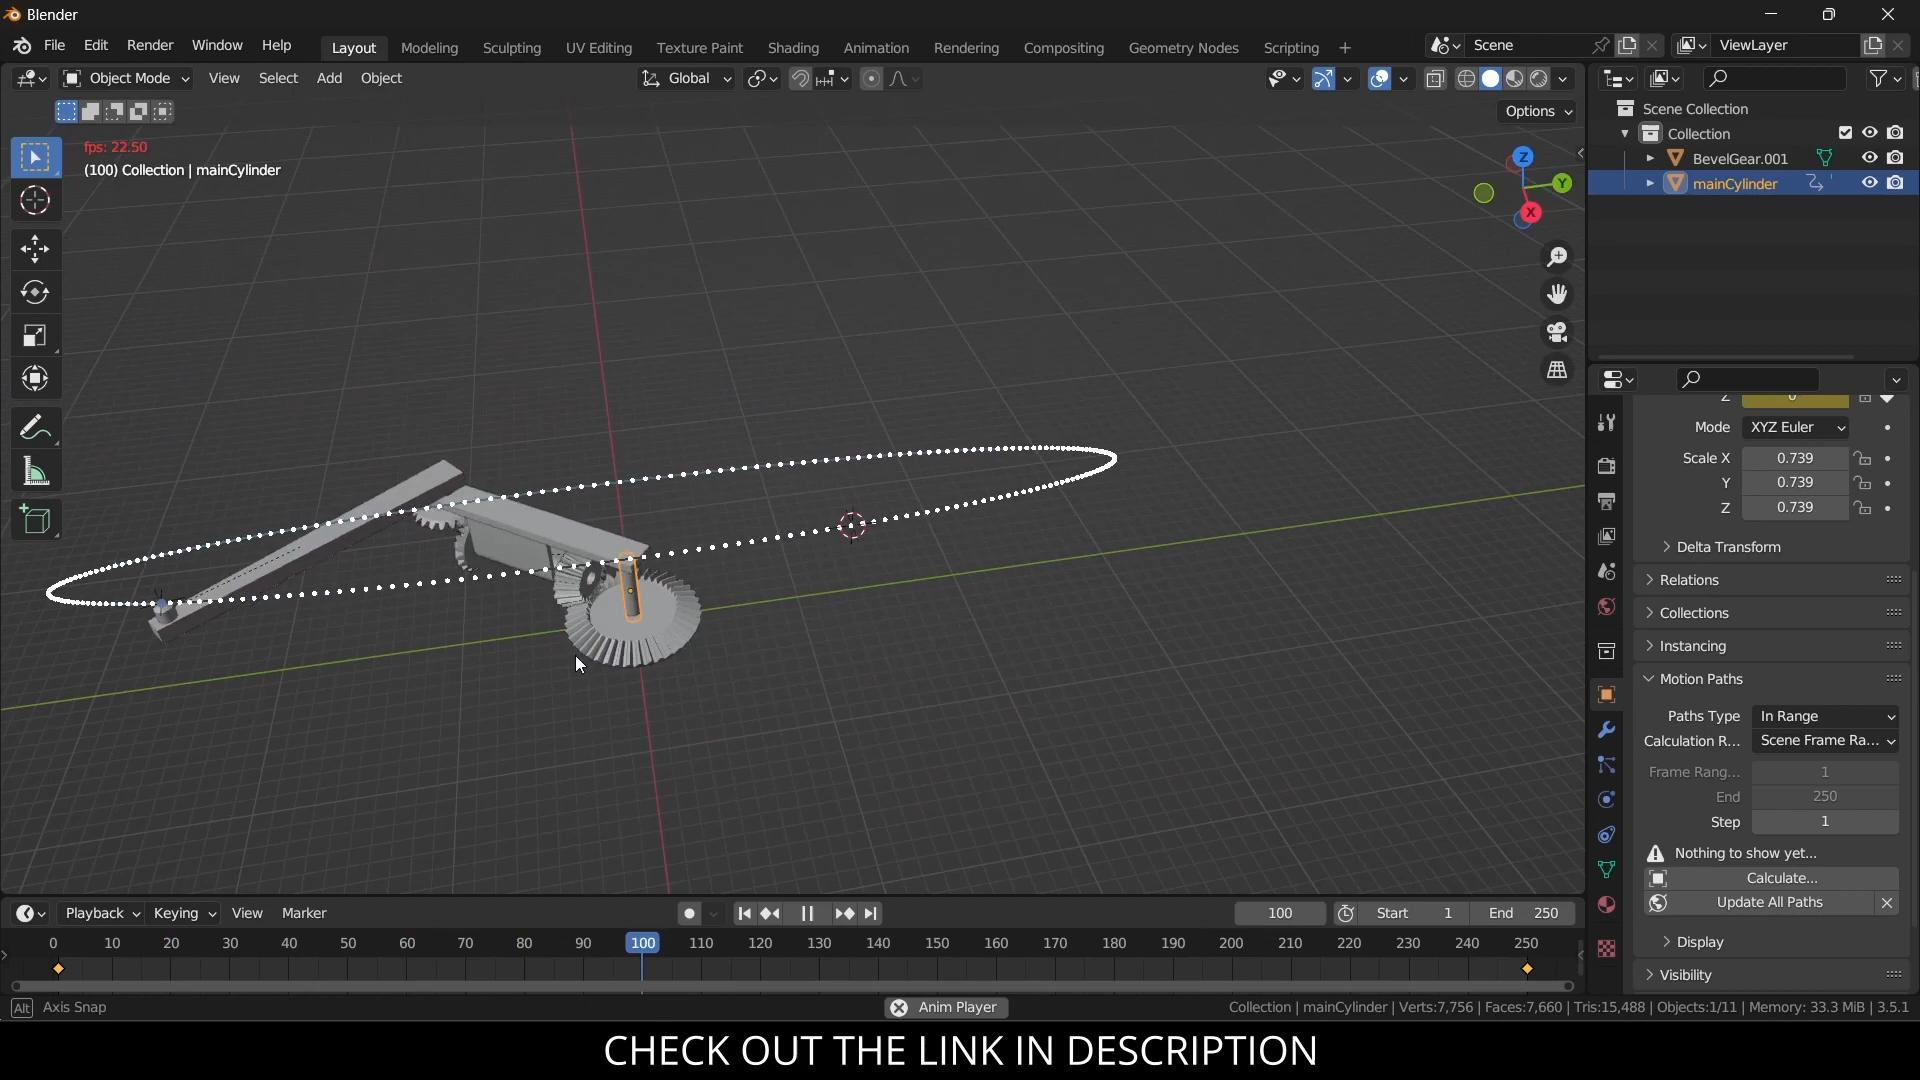 Blender
File Edit Render Window Help Layout Modeling Sculpting UV Editing Texture Paint Shading Animation Rendering Compositing Geometry Nodes Scripting + Scene ViewLayer
Object Mode View Select Add Object Global
Options
fps: 22.50
(100) Collection | mainCylinder
Z
Y
X
Scene Collection
Collection
BevelGear.001
mainCylinder
Z 0
Mode XYZ Euler
Scale X 0.739
Y 0.739
Z 0.739
Delta Transform
Relations
Collections
Instancing
Motion Paths
Paths Type In Range
Calculation R... Scene Frame Ra...
Frame Rang... 1
End 250
Step 1
Nothing to show yet...
Calculate...
Update All Paths
Display
Visibility
Playback Keying View Marker 100 Start 1 End 250
0 10 20 30 40 50 60 70 80 90 100 110 120 130 140 150 160 170 180 190 200 210 220 230 240 250
Alt Axis Snap Anim Player Collection | mainCylinder | Verts:7,756 | Faces:7,660 | Tris:15,488 | Objects:1/11 | Memory: 33.3 MiB | 3.5.1
CHECK OUT THE LINK IN DESCRIPTION